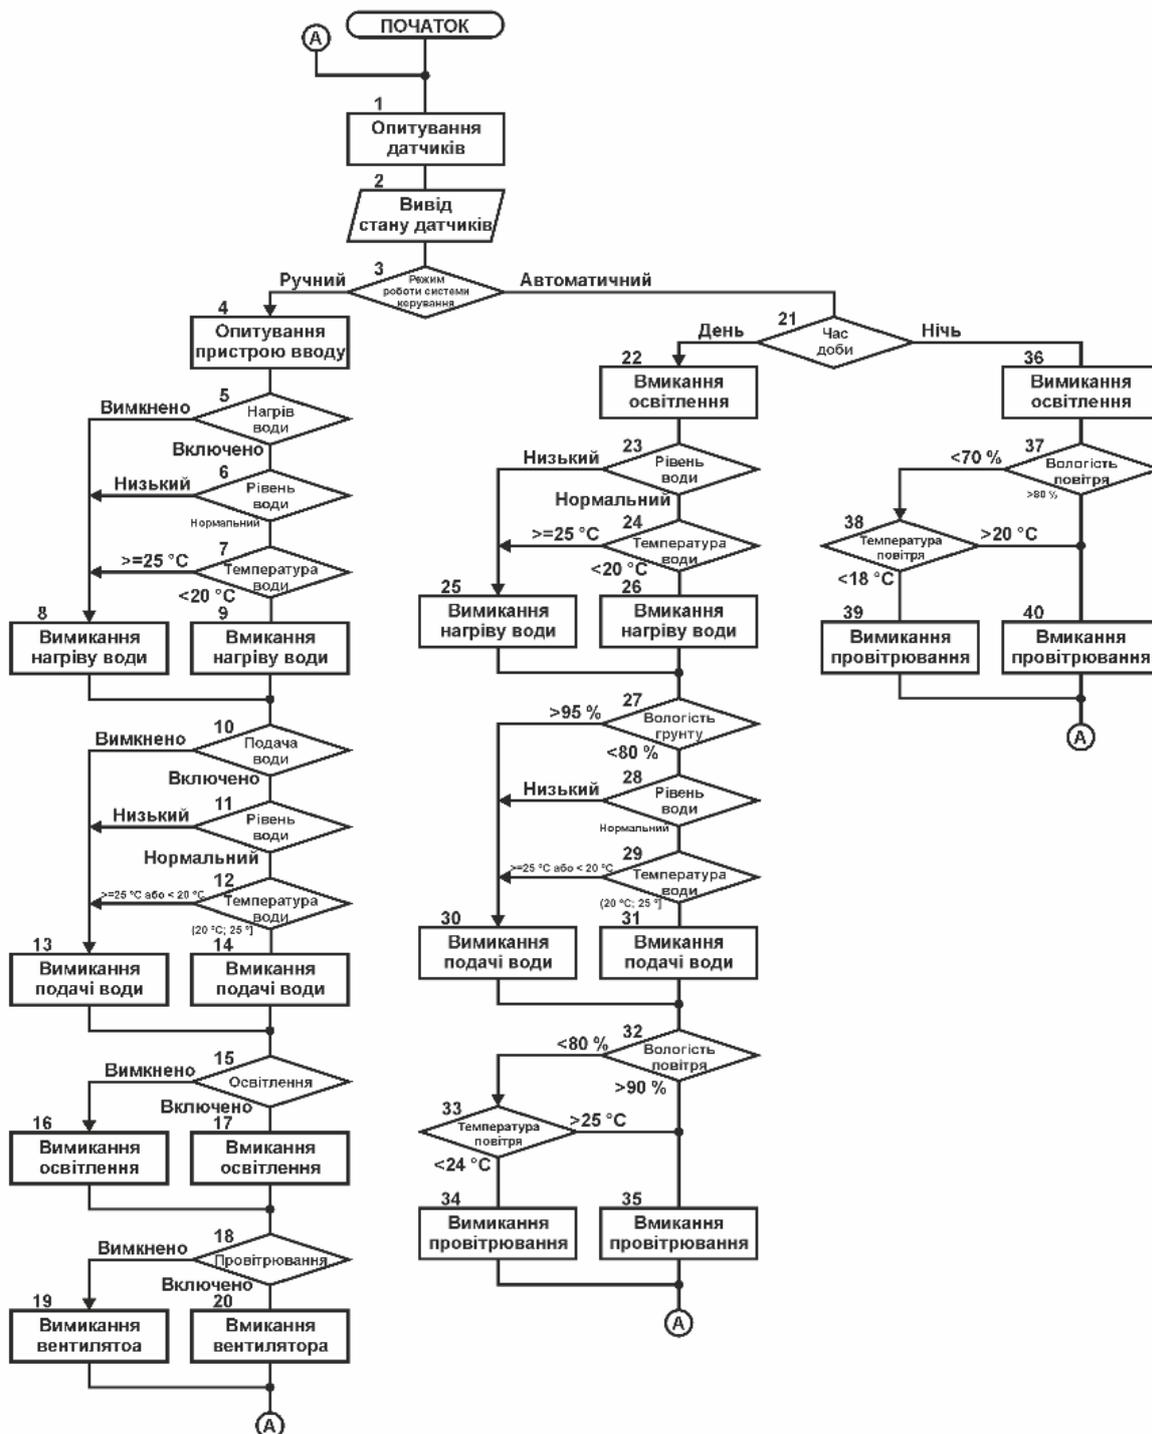 ПОЧАТОК
А
1
Опитування
датчиків
2
Вивід
стану датчиків
3
Режим
роботи системи
керування
Ручний
Автоматичний
4
Опитування
пристрою вводу
5
Нагрів
води
Вимкнено
Включено
6
Рівень
води
Низький
Нормальний
7
Температура
води
>=25 °C
<20 °C
8
Вимикання
нагріву води
9
Вмикання
нагріву води
10
Подача
води
Вимкнено
Включено
11
Рівень
води
Низький
Нормальний
12
Температура
води
>=25 °C або < 20 °C
[20 °C; 25 °]
13
Вимикання
подачі води
14
Вмикання
подачі води
15
Освітлення
Вимкнено
Включено
16
Вимикання
освітлення
17
Вмикання
освітлення
18
Провітрювання
Вимкнено
Включено
19
Вимикання
вентилятоа
20
Вмикання
вентилятора
А
21
Час
доби
День
Нічь
22
Вмикання
освітлення
23
Рівень
води
Низький
Нормальний
24
Температура
води
>=25 °C
<20 °C
25
Вимикання
нагріву води
26
Вмикання
нагріву води
27
Вологість
грунту
>95 %
<80 %
28
Рівень
води
Низький
Нормальний
29
Температура
води
>=25 °C або < 20 °C
(20 °C; 25 °]
30
Вимикання
подачі води
31
Вмикання
подачі води
32
Вологість
повітря
<80 %
>90 %
33
Температура
повітря
>25 °C
<24 °C
34
Вимикання
провітрювання
35
Вмикання
провітрювання
А
36
Вимикання
освітлення
37
Вологість
повітря
<70 %
>80 %
38
Температура
повітря
>20 °C
<18 °C
39
Вимикання
провітрювання
40
Вмикання
провітрювання
А